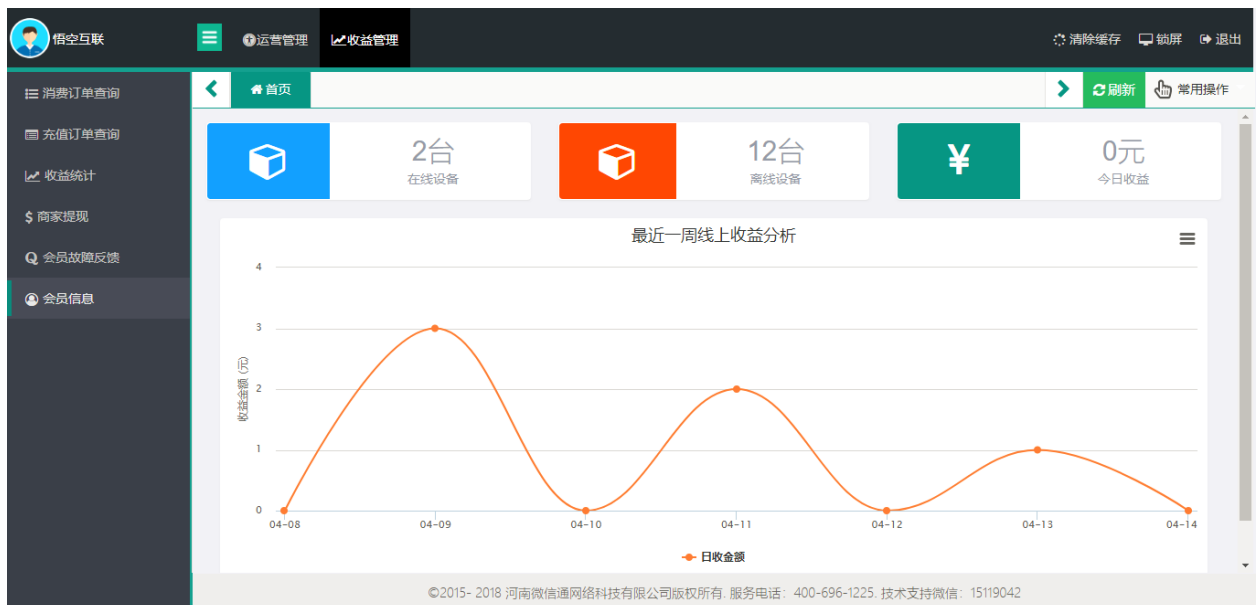 悟空互联
运营管理
收益管理
清除缓存
锁屏
退出
消费订单查询
充值订单查询
收益统计
商家提现
会员故障反馈
会员信息
首页
刷新
常用操作
2台
在线设备
12台
离线设备
¥
0元
今日收益
最近一周线上收益分析
收益金额 (元)
4
3
2
1
0
04-08
04-09
04-10
04-11
04-12
04-13
04-14
日收金额
©2015- 2018 河南微信通网络科技有限公司版权所有. 服务电话：400-696-1225. 技术支持微信：15119042